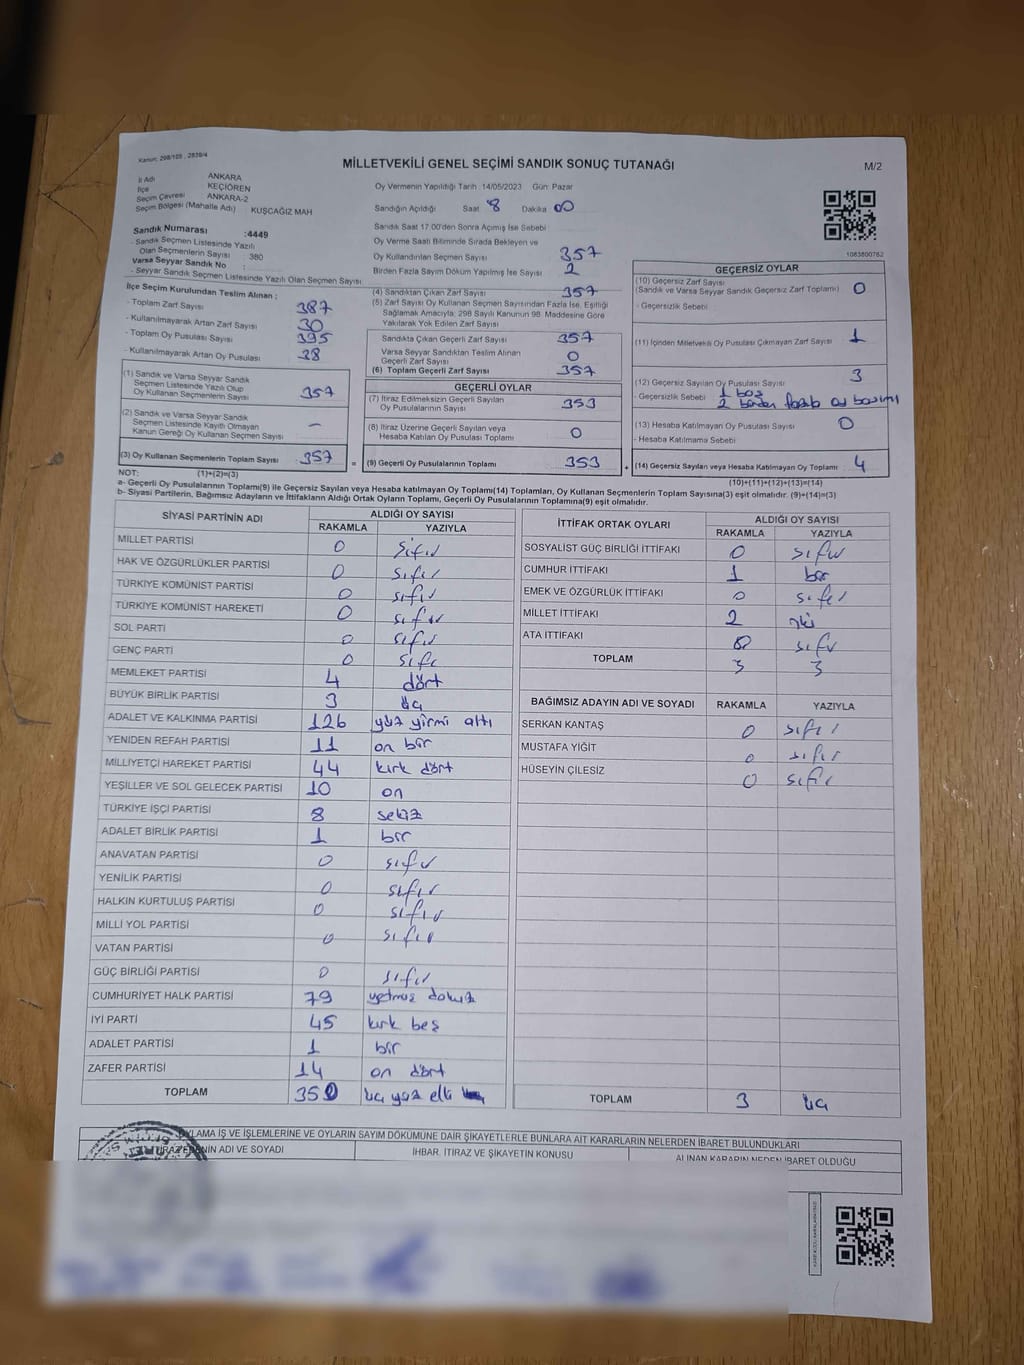 Kanun: 298/105 , 2839/4
MİLLETVEKİLİ GENEL SEÇİMİ SANDIK SONUÇ TUTANAĞI
M/2
İl Adı ANKARA
İlçe KEÇİÖREN
Seçim Çevresi ANKARA-2
Seçim Bölgesi (Mahalle Adı) KUŞCAĞIZ MAH
Oy Vermenin Yapıldığı Tarih :14/05/2023 Gün: Pazar
Sandığın Açıldığı Saat 8 Dakika 00
Sandık Saat 17:00'den Sonra Açılmış İse Sebebi
Sandık Numarası :4449
- Sandık Seçmen Listesinde Yazılı
Olan Seçmenlerin Sayısı : 380
Varsa Seyyar Sandık No :
- Seyyar Sandık Seçmen Listesinde Yazılı Olan Seçmen Sayısı
Oy Verme Saati Bitiminde Sırada Bekleyen ve
Oy Kullandırılan Seçmen Sayısı 357
Birden Fazla Sayım Döküm Yapılmış İse Sayısı 2
1083800762
İlçe Seçim Kurulundan Teslim Alınan ;
- Toplam Zarf Sayısı 387
- Kullanılmayarak Artan Zarf Sayısı 30
- Toplam Oy Pusulası Sayısı 395
- Kullanılmayarak Artan Oy Pusulası 38
(1) Sandık ve Varsa Seyyar Sandık
Seçmen Listesinde Yazılı Olup
Oy Kullanan Seçmenlerin Sayısı 357
(2) Sandık ve Varsa Seyyar Sandık
Seçmen Listesinde Kayıtlı Olmayan
Kanun Gereği Oy Kullanan Seçmen Sayısı –
(3) Oy Kullanan Seçmenlerin Toplam Sayısı 357 =
(4) Sandıktan Çıkan Zarf Sayısı 357
(5) Zarf Sayısı Oy Kullanan Seçmen Sayısından Fazla İse, Eşitliği
Sağlamak Amacıyla, 298 Sayılı Kanunun 98. Maddesine Göre
Yakılarak Yok Edilen Zarf Sayısı
Sandıkta Çıkan Geçerli Zarf Sayısı 357
Varsa Seyyar Sandıktan Teslim Alınan
Geçerli Zarf Sayısı 0
(6) Toplam Geçerli Zarf Sayısı 357
GEÇERLİ OYLAR
(7) İtiraz Edilmeksizin Geçerli Sayılan
Oy Pusulalarının Sayısı 353
(8) İtiraz Üzerine Geçerli Sayılan veya
Hesaba Katılan Oy Pusulası Toplamı 0
(9) Geçerli Oy Pusulalarının Toplamı 353 +
GEÇERSİZ OYLAR
(10) Geçersiz Zarf Sayısı
(Sandık ve Varsa Seyyar Sandık Geçersiz Zarf Toplamı) 0
- Geçersizlik Sebebi
(11) İçinden Milletvekili Oy Pusulası Çıkmayan Zarf Sayısı 1
(12) Geçersiz Sayılan Oy Pusulası Sayısı 3
- Geçersizlik Sebebi 1 boş
2 birden fazla oy basımı
(13) Hesaba Katılmayan Oy Pusulası Sayısı 0
- Hesaba Katılmama Sebebi
(14) Geçersiz Sayılan veya Hesaba Katılmayan Oy Toplamı 4
NOT: (1)+(2)=(3)
(10)+(11)+(12)+(13)=(14)
a- Geçerli Oy Pusulaları Toplamı(9) ile Geçersiz Sayılan veya Hesaba katılmayan Oy Toplamı(14) Toplamları, Oy Kullanan Seçmenlerin Toplam Sayısına(3) eşit olmalıdır. (9)+(14)=(3)
b- Siyasi Partilerin, Bağımsız Adayların ve İttifakların Aldığı Ortak Oyların Toplamı, Geçerli Oy Pusulalarının Toplamına(9) eşit olmalıdır.
SİYASİ PARTİNİN ADI ALDIĞI OY SAYISI
RAKAMLA YAZIYLA
MİLLET PARTİSİ 0 sıfır
HAK VE ÖZGÜRLÜKLER PARTİSİ 0 sıfır
TÜRKİYE KOMÜNİST PARTİSİ 0 sıfır
TÜRKİYE KOMÜNİST HAREKETİ 0 sıfır
SOL PARTİ 0 sıfır
GENÇ PARTİ 0 sıfır
MEMLEKET PARTİSİ 4 dört
BÜYÜK BİRLİK PARTİSİ 3 üç
ADALET VE KALKINMA PARTİSİ 126 yüz yirmi altı
YENİDEN REFAH PARTİSİ 11 on bir
MİLLİYETÇİ HAREKET PARTİSİ 44 kırk dört
YEŞİLLER VE SOL GELECEK PARTİSİ 10 on
TÜRKİYE İŞÇİ PARTİSİ 8 sekiz
ADALET BİRLİK PARTİSİ 1 bir
ANAVATAN PARTİSİ 0 sıfır
YENİLİK PARTİSİ 0 sıfır
HALKIN KURTULUŞ PARTİSİ 0 sıfır
MİLLİ YOL PARTİSİ 0 sıfır
VATAN PARTİSİ
GÜÇ BİRLİĞİ PARTİSİ 0 sıfır
CUMHURİYET HALK PARTİSİ 79 yetmiş dokuz
İYİ PARTİ 45 kırk beş
ADALET PARTİSİ 1 bir
ZAFER PARTİSİ 14 on dört
TOPLAM 350 üç yüz elli
İTTİFAK ORTAK OYLARI ALDIĞI OY SAYISI
RAKAMLA YAZIYLA
SOSYALİST GÜÇ BİRLİĞİ İTTİFAKI 0 sıfır
CUMHUR İTTİFAKI 1 bir
EMEK VE ÖZGÜRLÜK İTTİFAKI 0 sıfır
MİLLET İTTİFAKI 2 iki
ATA İTTİFAKI 0 sıfır
TOPLAM 3 3
BAĞIMSIZ ADAYIN ADI VE SOYADI RAKAMLA YAZIYLA
SERKAN KANTAŞ 0 sıfır
MUSTAFA YİĞİT 0 sıfır
HÜSEYİN ÇİLESİZ 0 sıfır
TOPLAM 3 üç
OYLAMA İŞ VE İŞLEMLERİNE VE OYLARIN SAYIM DÖKÜMÜNE DAİR ŞİKAYETLERLE BUNLARA AİT KARARLARIN NELERDEN İBARET BULUNDUKLARI
İTİRAZ EDENİN ADI VE SOYADI İHBAR, İTİRAZ VE ŞİKAYETİN KONUSU ALINAN KARARIN NEDEN İBARET OLDUĞU